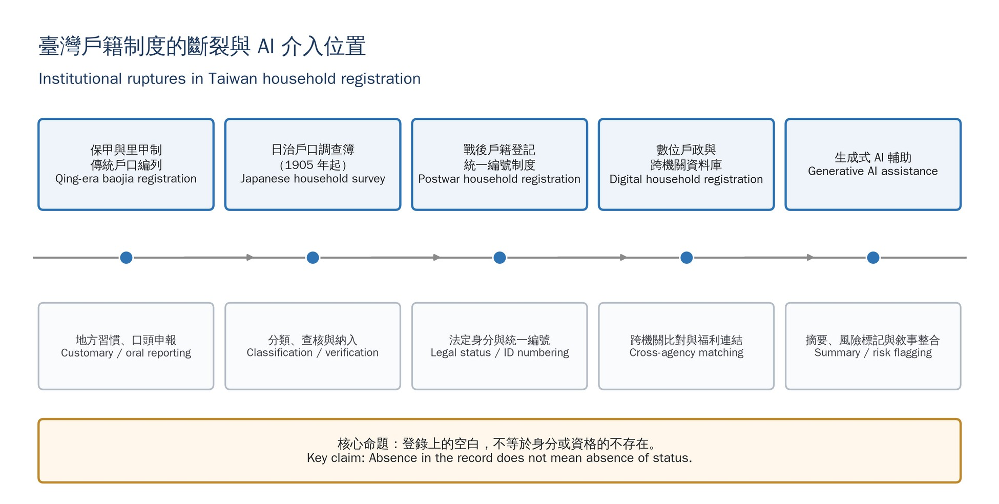 臺灣戶籍制度的斷裂與 AI 介入位置
Institutional ruptures in Taiwan household registration
保甲與里甲制
傳統戶口編列
Qing-era baojia registration
日治戶口調查簿
（1905 年起）
Japanese household survey
戰後戶籍登記
統一編號制度
Postwar household registration
數位戶政與
跨機關資料庫
Digital household registration
生成式 AI 輔助
Generative AI assistance
地方習慣、口頭申報
Customary / oral reporting
分類、查核與納入
Classification / verification
法定身分與統一編號
Legal status / ID numbering
跨機關比對與福利連結
Cross-agency matching
摘要、風險標記與敘事整合
Summary / risk flagging
核心命題：登錄上的空白，不等於身分或資格的不存在。
Key claim: Absence in the record does not mean absence of status.